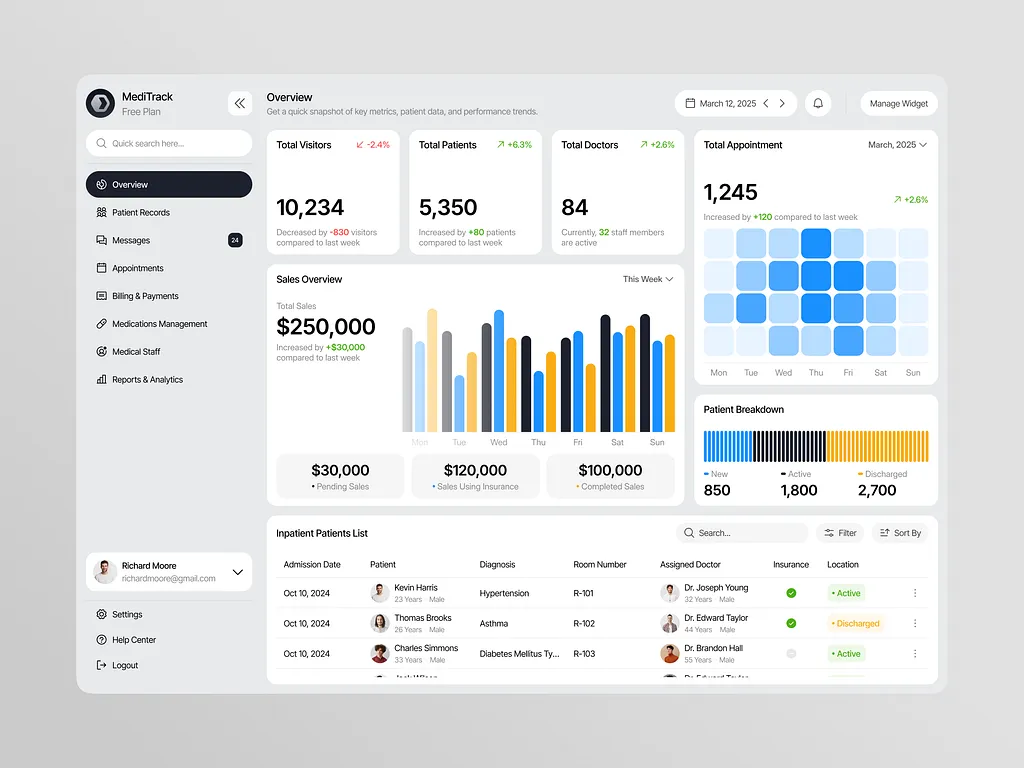 MediTrack
Free Plan
Quick search here...
Overview
Patient Records
Messages
24
Appointments
Billing & Payments
Medications Management
Medical Staff
Reports & Analytics
Richard Moore
richardmoore@gmail.com
Settings
Help Center
Logout
Overview
Get a quick snapshot of key metrics, patient data, and performance trends.
March 12, 2025
Manage Widget
Total Visitors
-2.4%
10,234
Decreased by -830 visitors
compared to last week
Total Patients
+6.3%
5,350
Increased by +80 patients
compared to last week
Total Doctors
+2.6%
84
Currently, 32 staff members
are active
Total Appointment
March, 2025
1,245
+2.6%
Increased by +120 compared to last week
Mon Tue Wed Thu Fri Sat Sun
Sales Overview
This Week
Total Sales
$250,000
Increased by +$30,000
compared to last week
Mon Tue Wed Thu Fri Sat Sun
$30,000
Pending Sales
$120,000
Sales Using Insurance
$100,000
Completed Sales
Patient Breakdown
New
850
Active
1,800
Discharged
2,700
Inpatient Patients List
Search...
Filter
Sort By
Admission Date Patient Diagnosis Room Number Assigned Doctor Insurance Location
Oct 10, 2024 Kevin Harris Hypertension R-101 Dr. Joseph Young Active
23 Years Male 32 Years Male
Oct 10, 2024 Thomas Brooks Asthma R-102 Dr. Edward Taylor Discharged
26 Years Male 44 Years Male
Oct 10, 2024 Charles Simmons Diabetes Mellitus Ty... R-103 Dr. Brandon Hall Active
33 Years Male 55 Years Male